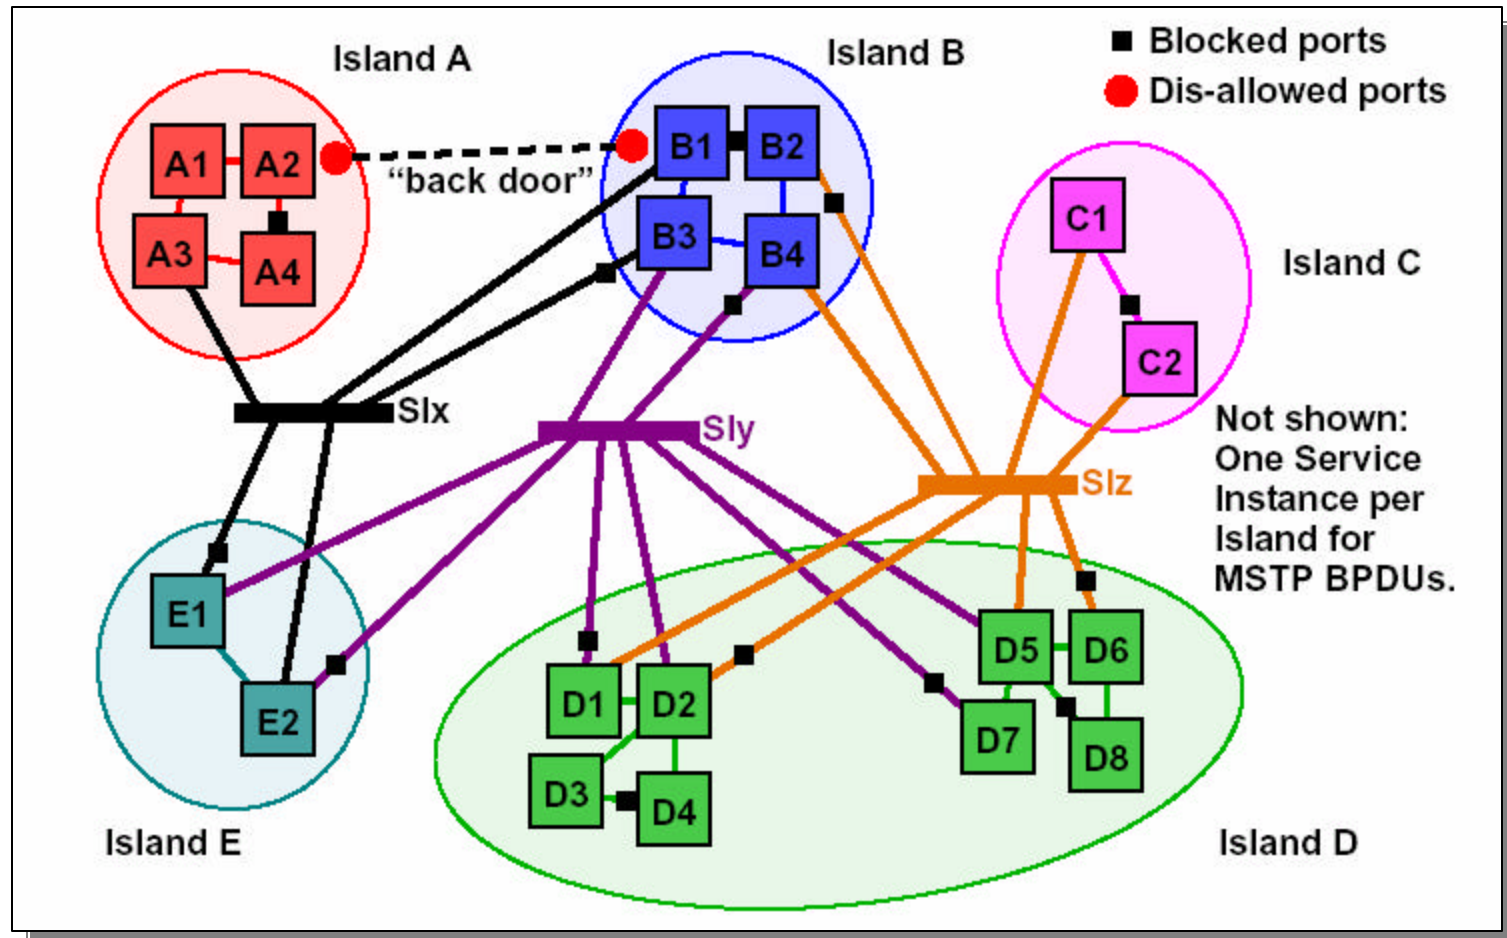 Island A
Island B
Blocked ports
Dis-allowed ports
A1
A2
"back door"
B1
B2
A3
A4
B3
B4
C1
Island C
C2
SIx
SIy
SIz
Not shown:
One Service
Instance per
Island for
MSTP BPDUs.
E1
E2
D1
D2
D3
D4
D5
D6
D7
D8
Island E
Island D